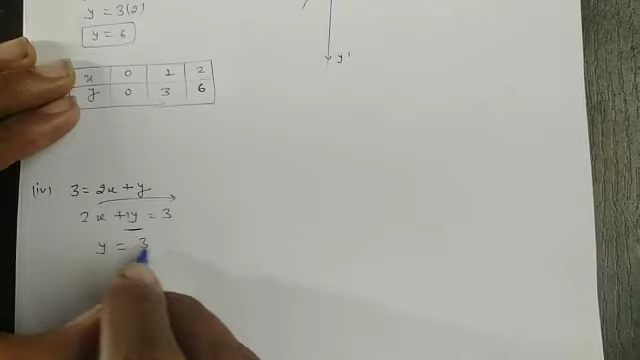 y = 3(2)
y = 6
y'
x 0 1 2
y 0 3 6
(iv) 3 = 2x + y
2x + 1y = 3
y = 3